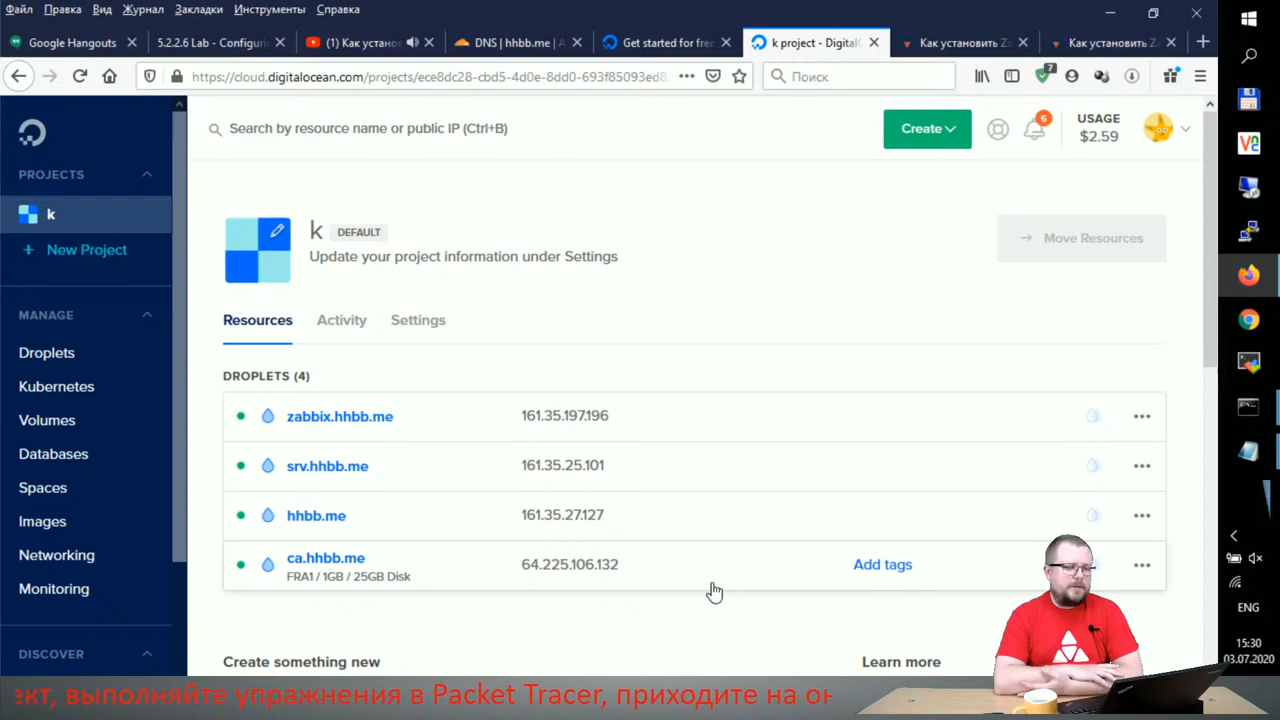 Файл Правка Вид Журнал Закладки Инструменты Справка
Google Hangouts
5.2.2.6 Lab - Configuri
(1) Как установ
DNS | hhbb.me | A
Get started for free
k project - DigitalO
Как установить Za
Как установить Za
https://cloud.digitalocean.com/projects/ece8dc28-cbd5-4d0e-8dd0-693f85093ed8
Поиск
7
Search by resource name or public IP (Ctrl+B)
Create
6
USAGE
$2.59
PROJECTS
k
+ New Project
MANAGE
Droplets
Kubernetes
Volumes
Databases
Spaces
Images
Networking
Monitoring
DISCOVER
k DEFAULT
Update your project information under Settings
→ Move Resources
Resources Activity Settings
DROPLETS (4)
zabbix.hhbb.me 161.35.197.196
srv.hhbb.me 161.35.25.101
hhbb.me 161.35.27.127
ca.hhbb.me 64.225.106.132 Add tags
FRA1 / 1GB / 25GB Disk
Create something new Learn more
ENG
15:30
03.07.2020
ект, выполняйте упражнения в Packet Tracer, приходите на он